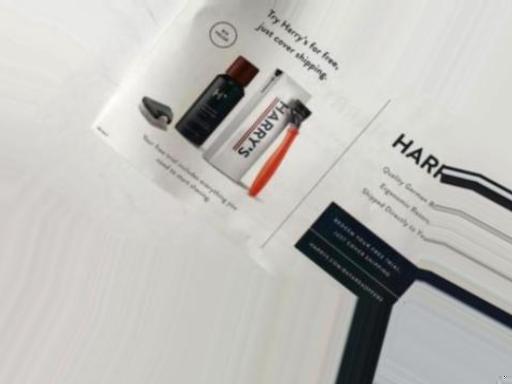 Try Harry's for free,
just cover shipping.
HARRY'S
Your free trial includes everything you
need to start shaving.
HARR
Quality German
Ergonomic Razors,
Shipped Directly to You
REDEEM YOUR FREE TRIAL,
JUST COVER SHIPPING